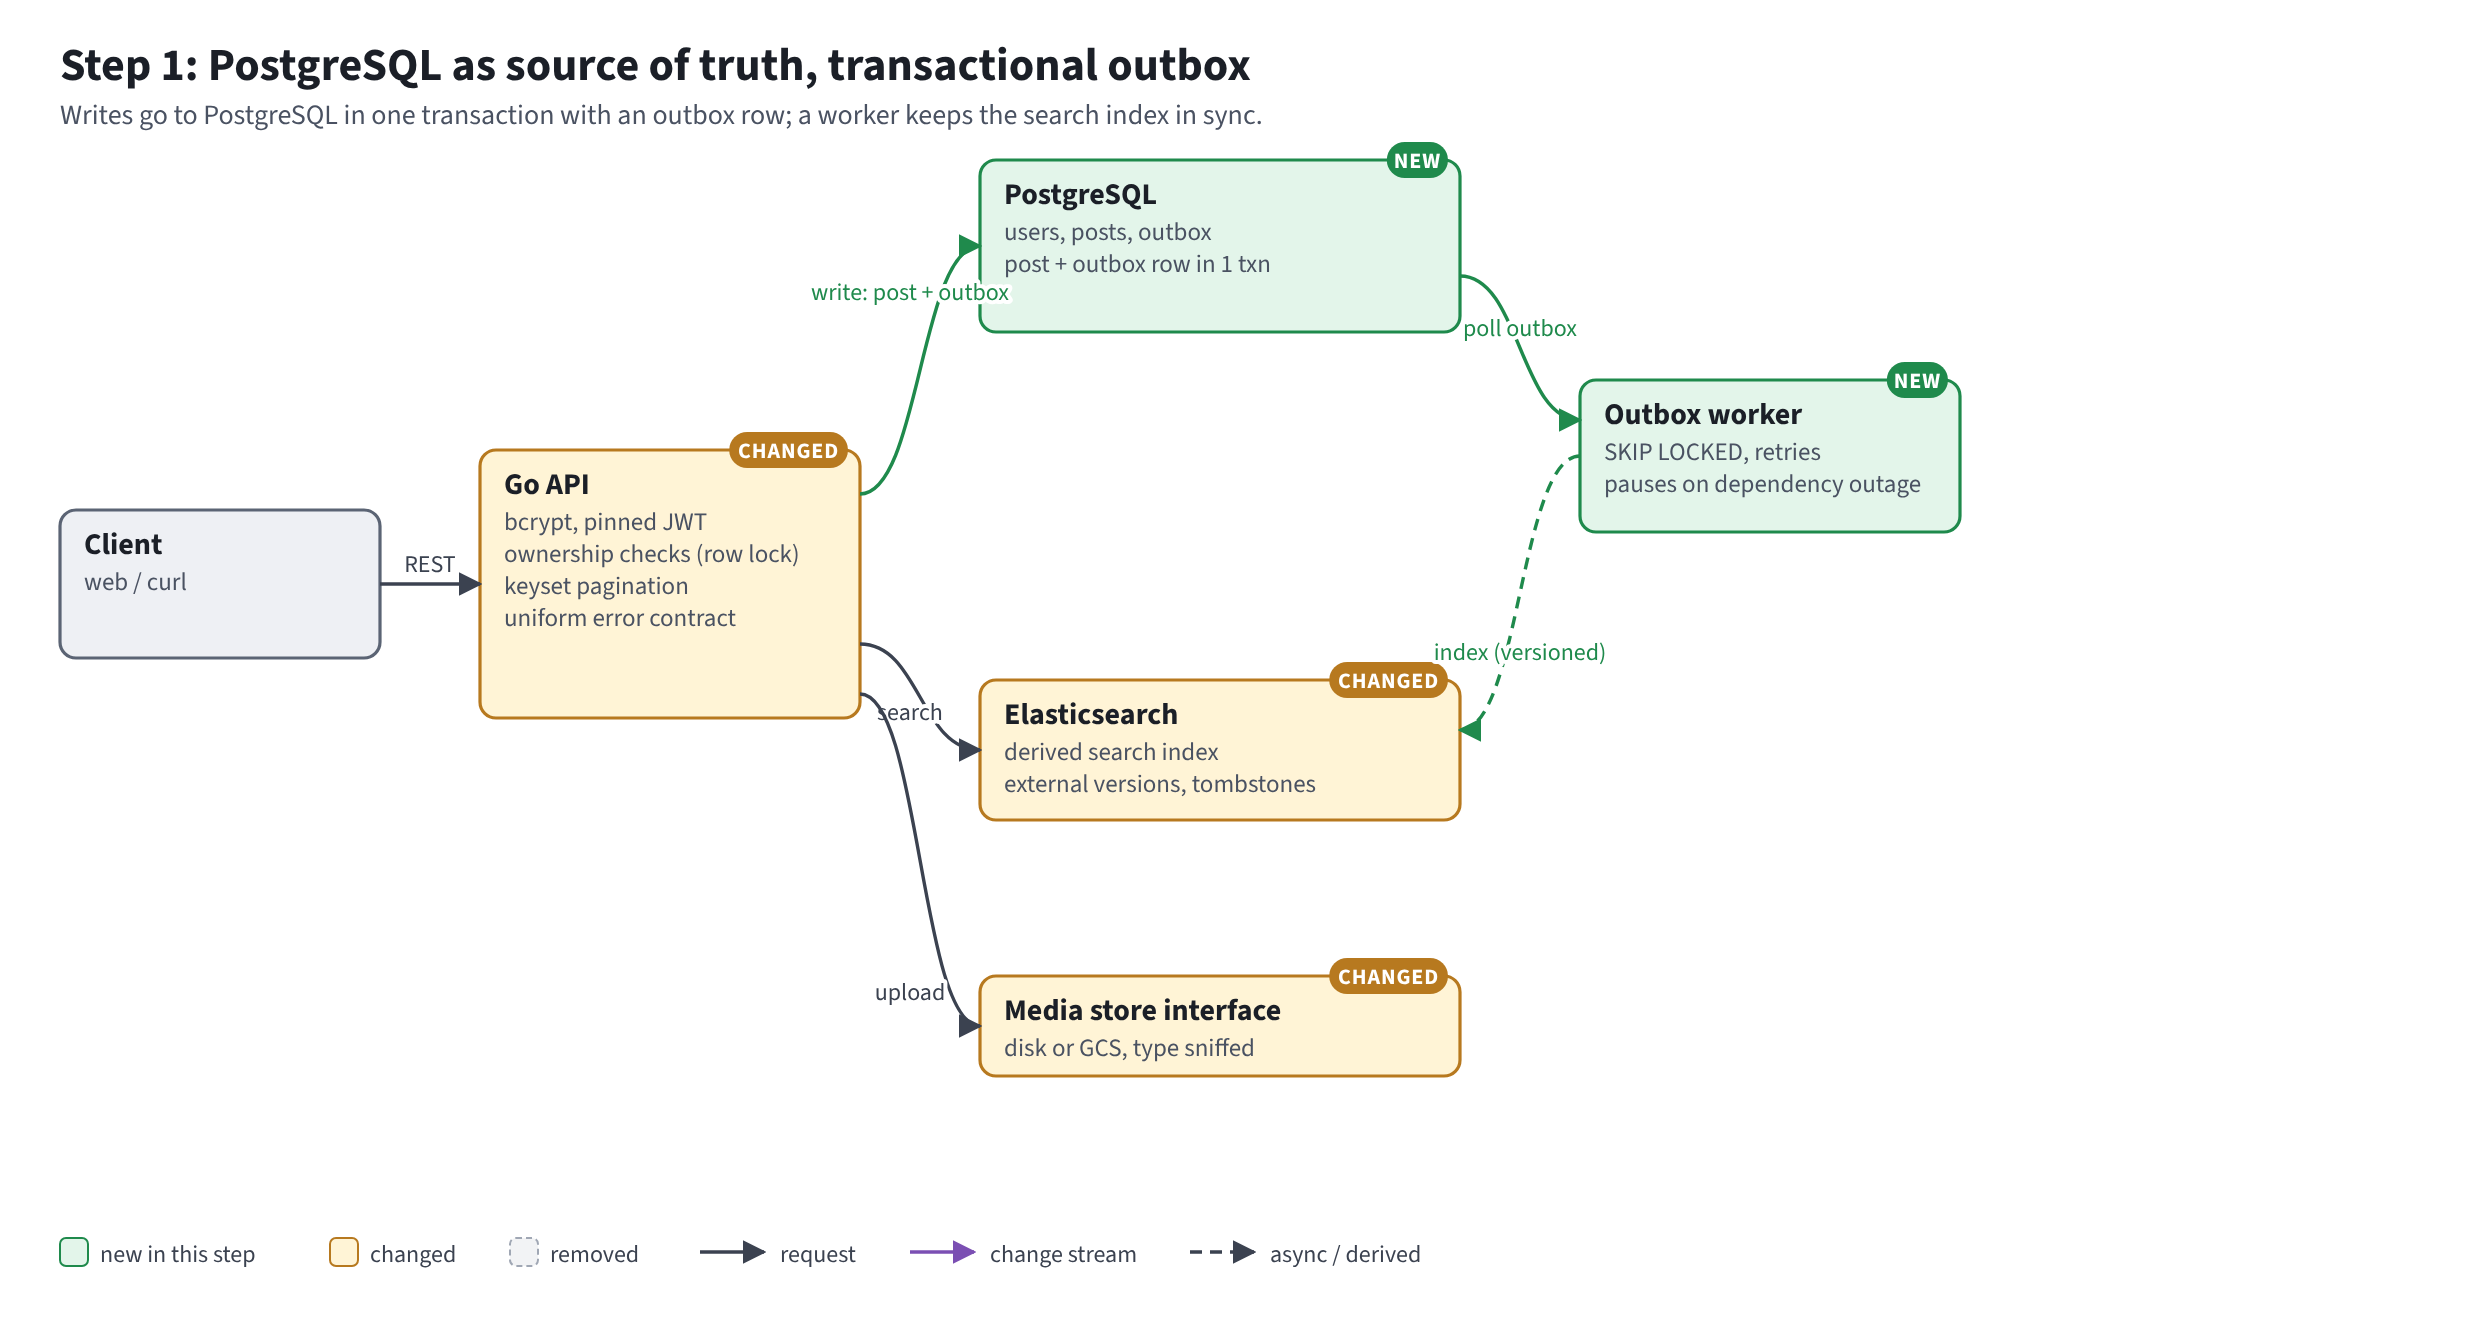 Step 1: PostgreSQL as source of truth, transactional outbox
Writes go to PostgreSQL in one transaction with an outbox row; a worker keeps the search index in sync.
NEW
PostgreSQL
users, posts, outbox
post + outbox row in 1 txn
write: post + outbox
poll outbox
NEW
Outbox worker
SKIP LOCKED, retries
pauses on dependency outage
CHANGED
Go API
bcrypt, pinned JWT
ownership checks (row lock)
keyset pagination
uniform error contract
Client
web / curl
REST
index (versioned)
search
CHANGED
Elasticsearch
derived search index
external versions, tombstones
upload
CHANGED
Media store interface
disk or GCS, type sniffed
new in this step
changed
removed
request
change stream
async / derived